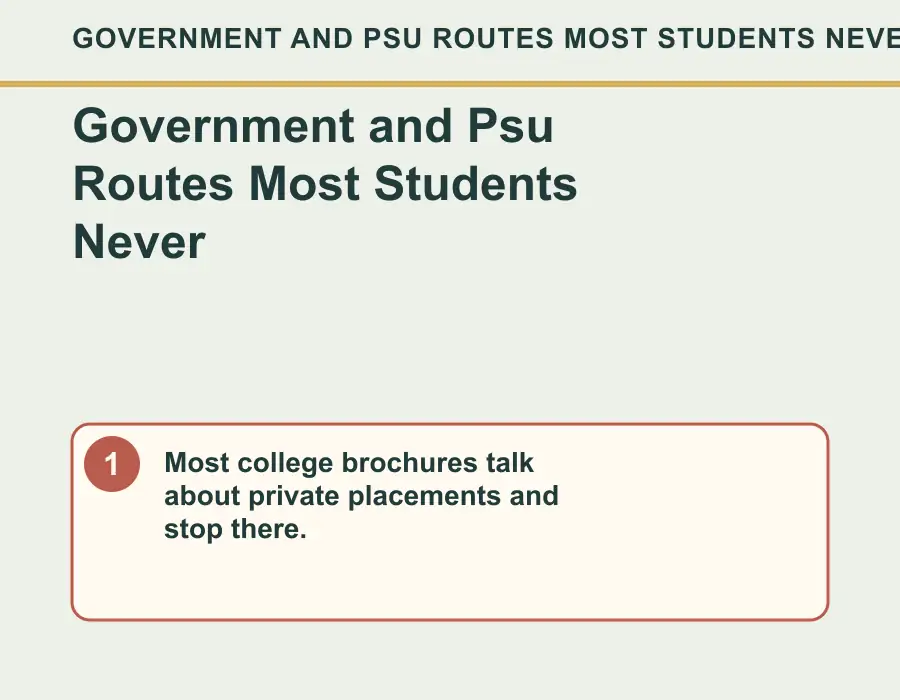 GOVERNMENT AND PSU ROUTES MOST STUDENTS NEVE
Government and Psu
Routes Most Students
Never
1
Most college brochures talk
about private placements and
stop there.